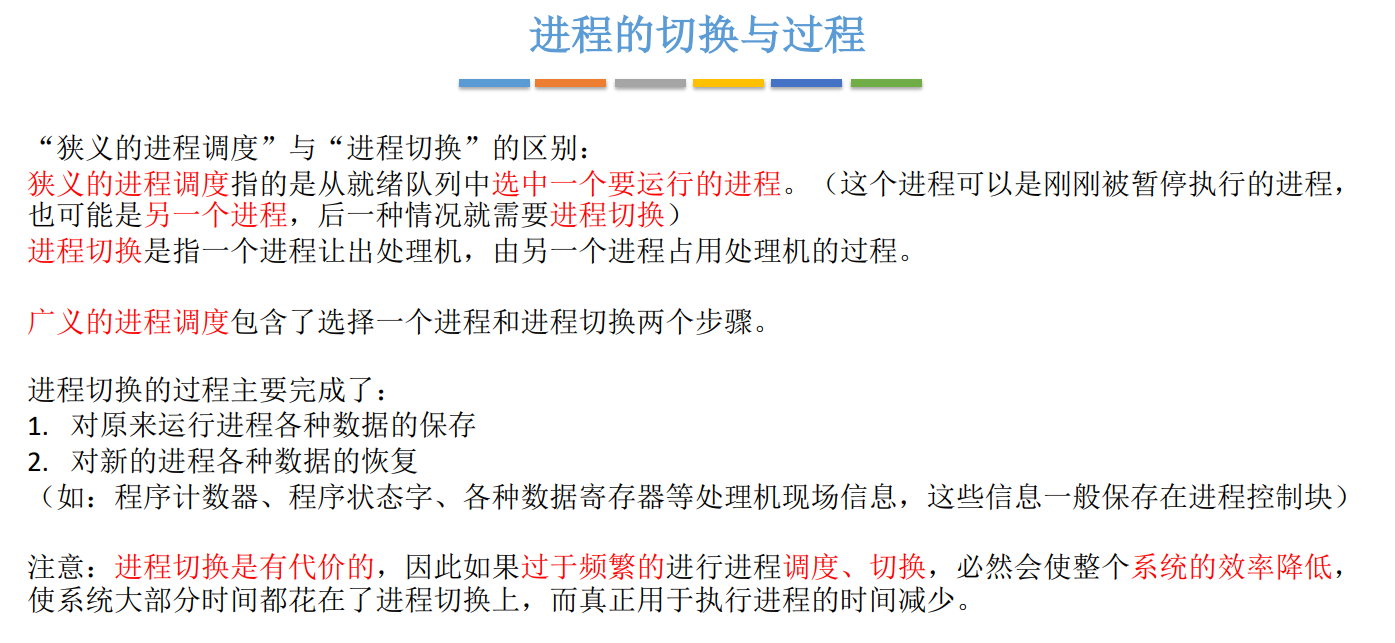 进程的切换与过程
“狭义的进程调度”与“进程切换”的区别：
狭义的进程调度指的是从就绪队列中选中一个要运行的进程。（这个进程可以是刚刚被暂停执行的进程，
也可能是另一个进程，后一种情况就需要进程切换）
进程切换是指一个进程让出处理机，由另一个进程占用处理机的过程。
广义的进程调度包含了选择一个进程和进程切换两个步骤。
进程切换的过程主要完成了：
1. 对原来运行进程各种数据的保存
2. 对新的进程各种数据的恢复
（如：程序计数器、程序状态字、各种数据寄存器等处理机现场信息，这些信息一般保存在进程控制块）
注意：进程切换是有代价的，因此如果过于频繁的进行进程调度、切换，必然会使整个系统的效率降低，
使系统大部分时间都花在了进程切换上，而真正用于执行进程的时间减少。